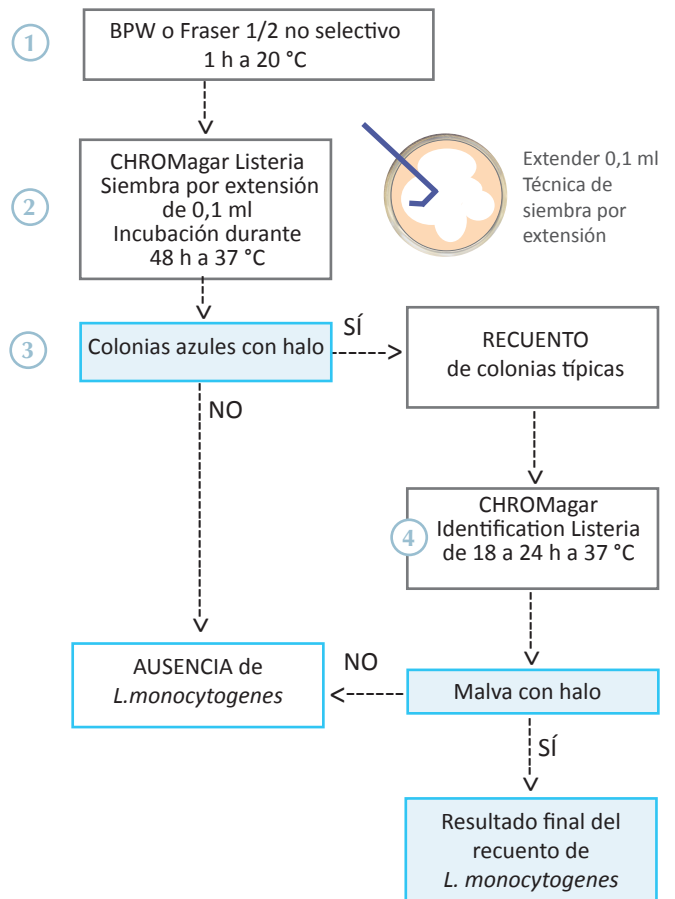 1
BPW o Fraser 1/2 no selectivo
1 h a 20 °C
2
CHROMagar Listeria
Siembra por extensión
de 0,1 ml
Incubación durante
48 h a 37 °C
Extender 0,1 ml
Técnica de
siembra por
extensión
3
Colonias azules con halo
SÍ
RECUENTO
de colonias típicas
NO
4
CHROMagar
Identification Listeria
de 18 a 24 h a 37 °C
AUSENCIA de
L.monocytogenes
NO
Malva con halo
SÍ
Resultado final del
recuento de
L. monocytogenes